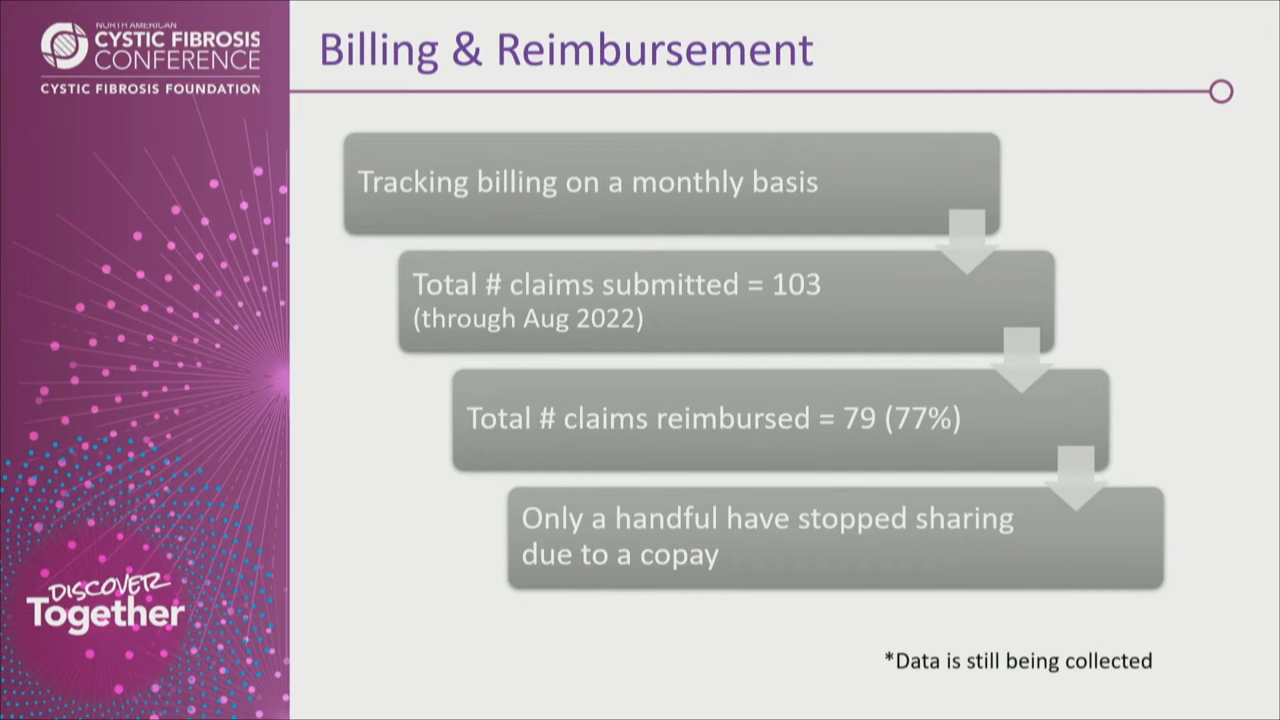 NORTH AMERICAN
CYSTIC FIBROSIS
CONFERENCE
CYSTIC FIBROSIS FOUNDATION
Billing & Reimbursement
Tracking billing on a monthly basis
Total # claims submitted = 103
(through Aug 2022)
Total # claims reimbursed = 79 (77%)
Only a handful have stopped sharing
due to a copay
DISCOVER
Together
*Data is still being collected